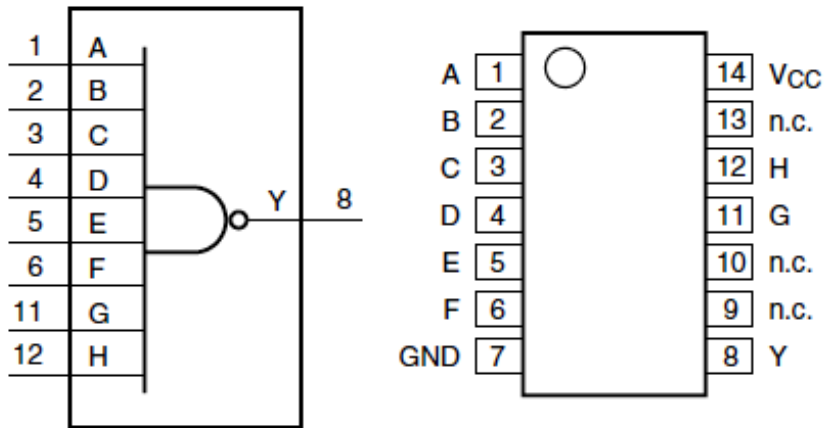 1 A
2 B
3 C
4 D
5 E
6 F
11 G
12 H
Y 8
A 1 14 VCC
B 2 13 n.c.
C 3 12 H
D 4 11 G
E 5 10 n.c.
F 6 9 n.c.
GND 7 8 Y